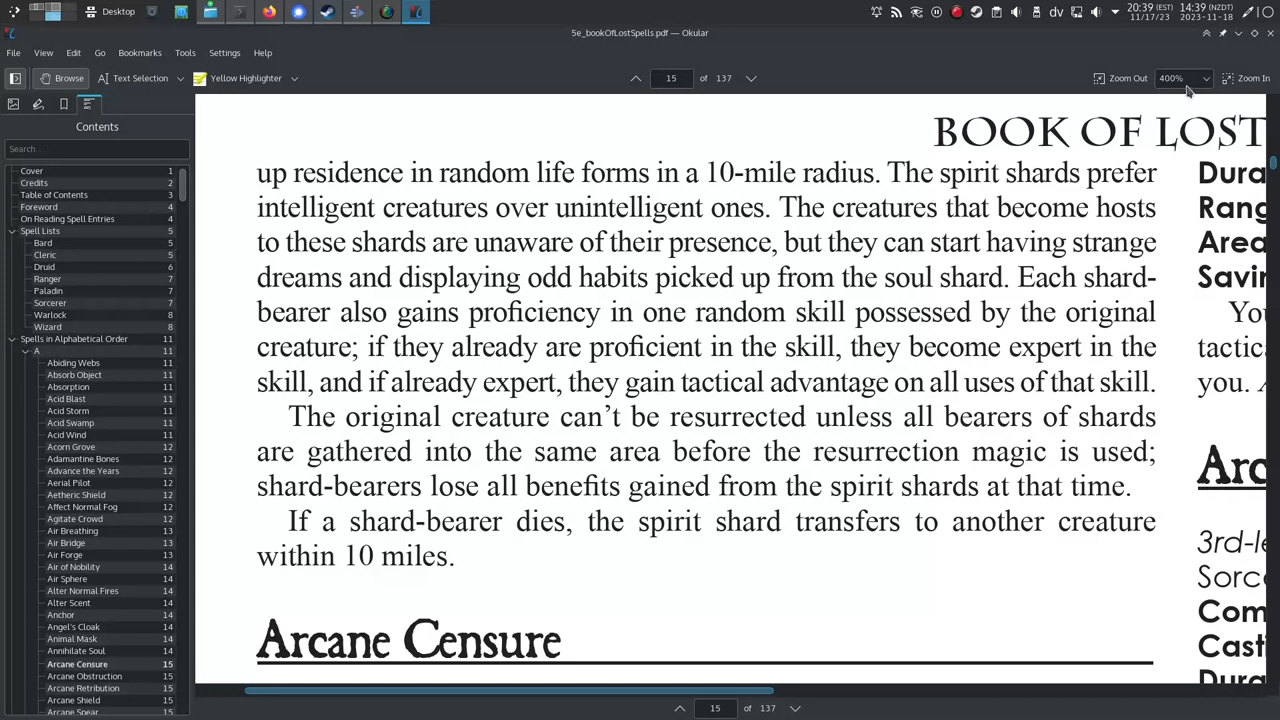 Desktop
20:39 (EST)
11/17/23
14:39 (NZDT)
2023-11-18
dv
5e_bookOfLostSpells.pdf — Okular
File View Edit Bookmarks Tools Settings Help
Browse Text Selection Yellow Highlighter 15 of 137 Zoom Out 400% Zoom In
Contents
Search...
Cover 1
Credits 2
Table of Contents 3
Foreword 4
On Reading Spell Entries 4
Spell Lists 5
Bard 5
Cleric 5
Druid 6
Ranger 7
Paladin 7
Sorcerer 7
Warlock 8
Wizard 8
Spells in Alphabetical Order 11
A 11
Abiding Webs 11
Absorb Object 11
Absorption 11
Acid Blast 11
Acid Storm 11
Acid Swamp 11
Acid Wind 11
Acorn Grove 12
Adamantine Bones 12
Advance the Years 12
Aerial Pilot 12
Aetheric Shield 12
Affect Normal Fog 12
Agitate Crowd 12
Air Breathing 13
Air Bridge 13
Air Forge 13
Air of Nobility 14
Air Sphere 14
Alter Normal Fires 14
Alter Scent 14
Anchor 14
Angel's Cloak 14
Animal Mask 14
Annihilate Soul 14
Arcane Censure 15
Arcane Obstruction 15
Arcane Retribution 15
Arcane Shield 15
Arcane Spear 15
BOOK OF LOST
up residence in random life forms in a 10-mile radius. The spirit shards prefer
intelligent creatures over unintelligent ones. The creatures that become hosts
to these shards are unaware of their presence, but they can start having strange
dreams and displaying odd habits picked up from the soul shard. Each shard-
bearer also gains proficiency in one random skill possessed by the original
creature; if they already are proficient in the skill, they become expert in the
skill, and if already expert, they gain tactical advantage on all uses of that skill.
The original creature can’t be resurrected unless all bearers of shards
are gathered into the same area before the resurrection magic is used;
shard-bearers lose all benefits gained from the spirit shards at that time.
If a shard-bearer dies, the spirit shard transfers to another creature
within 10 miles.
Arcane Censure
Dura
Rang
Area
Savin
You
tactic
you.
Arc
3rd-le
Sorce
Com
Casti
Dura
15 of 137